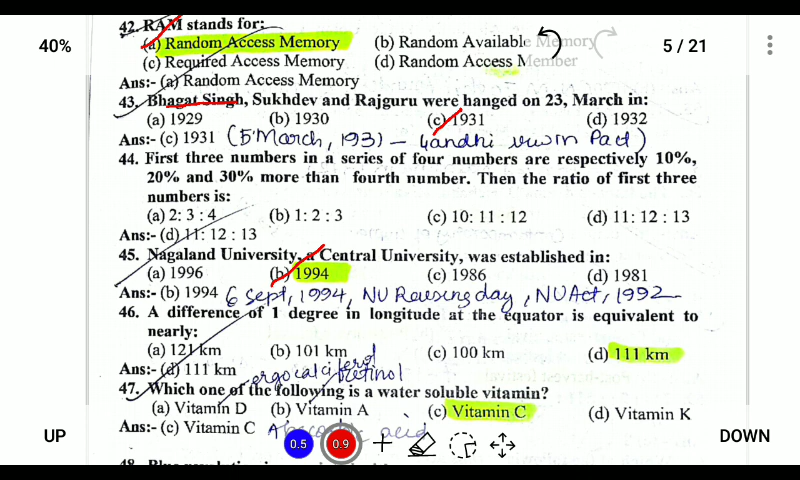 42. RAM stands for:
40%
(a) Random Access Memory (b) Random Available Memory
5 / 21
(c) Required Access Memory (d) Random Access Member
Ans:- (a) Random Access Memory
43. Bhagat Singh, Sukhdev and Rajguru were hanged on 23, March in:
(a) 1929 (b) 1930 (c) 1931 (d) 1932
Ans:- (c) 1931 (5 March, 1931 – Gandhi Irwin Pact)
44. First three numbers in a series of four numbers are respectively 10%,
20% and 30% more than fourth number. Then the ratio of first three
numbers is:
(a) 2: 3 : 4 (b) 1: 2 : 3 (c) 10: 11 : 12 (d) 11: 12 : 13
Ans:- (d) 11: 12 : 13
45. Nagaland University, a Central University, was established in:
(a) 1996 (b) 1994 (c) 1986 (d) 1981
Ans:- (b) 1994 6 Sept, 1994, NU Raising day, NU Act, 1992
46. A difference of 1 degree in longitude at the equator is equivalent to
nearly:
(a) 121 km (b) 101 km (c) 100 km (d) 111 km
Ans:- (d) 111 km ergocalciferol retinol
47. Which one of the following is a water soluble vitamin?
(a) Vitamin D (b) Vitamin A (c) Vitamin C (d) Vitamin K
UP
DOWN
Ans:- (c) Vitamin C acid
0.5 0.9
48.